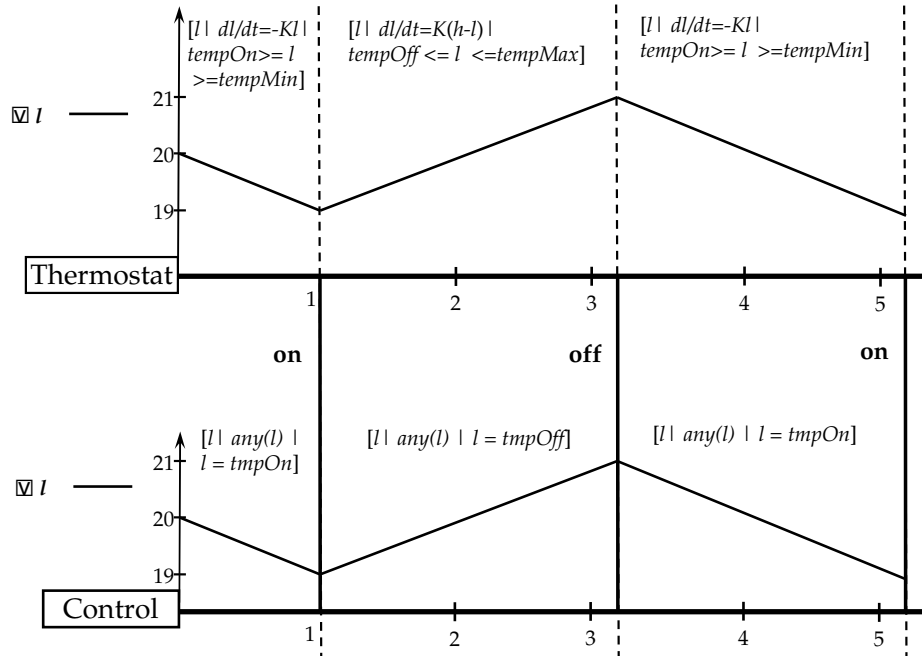 [l | dl/dt=-Kl |
tempOn>= l
>=tempMin]
[l | dl/dt=K(h-l) |
tempOff <= l <=tempMax]
[l | dl/dt=-Kl |
tempOn>= l >=tempMin]
21
V l
20
19
Thermostat
1
2
3
4
5
on
off
on
[l | any(l) |
l = tmpOn]
[l | any(l) | l = tmpOff]
[l | any(l) | l = tmpOn]
21
V l
20
19
Control
1
2
3
4
5